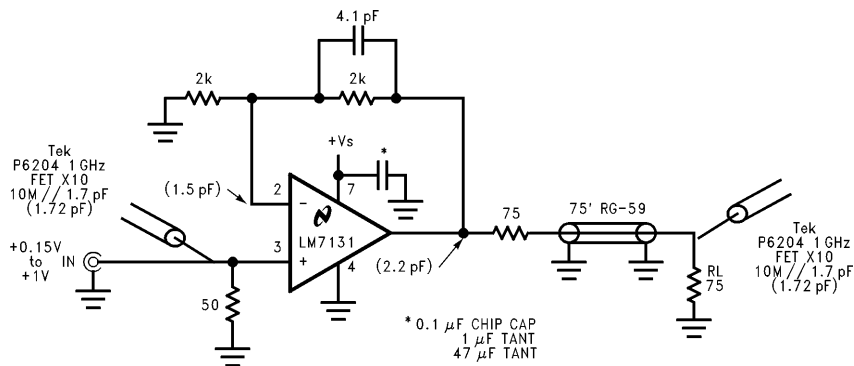 4.1 pF
2k
2k
+Vs
*
7
Tek
P6204 1 GHz
FET X10
10M // 1.7 pF
(1.72 pF)
(1.5 pF)
2
−
LM7131
3
+
4
+0.15V
to
+1V
IN
50
(2.2 pF)
75
75' RG-59
RL
75
Tek
P6204 1 GHz
FET X10
10M // 1.7 pF
(1.72 pF)
* 0.1 μF CHIP CAP
1 μF TANT
47 μF TANT